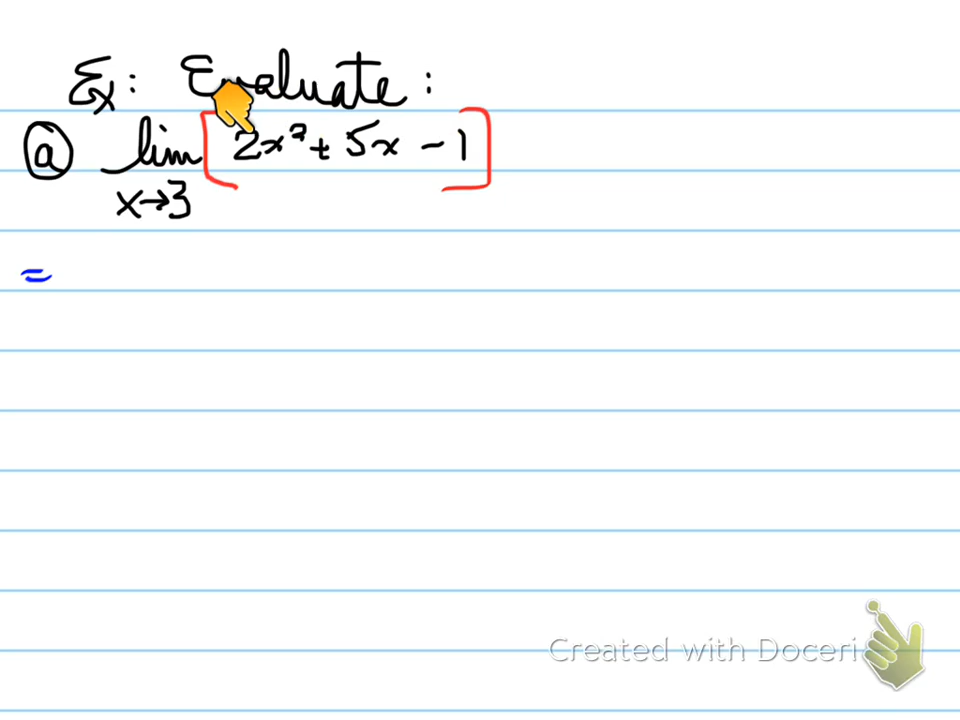 Ex: Evaluate:
ⓐ lim [2x² + 5x - 1]
x→3
=
Created with Doceri